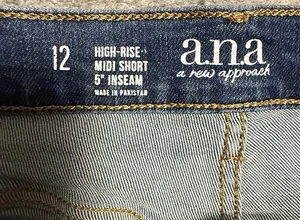 12
HIGH-RISE
MIDI SHORT
5" INSEAM
MADE IN PAKISTAN
a.n.a
a new approach